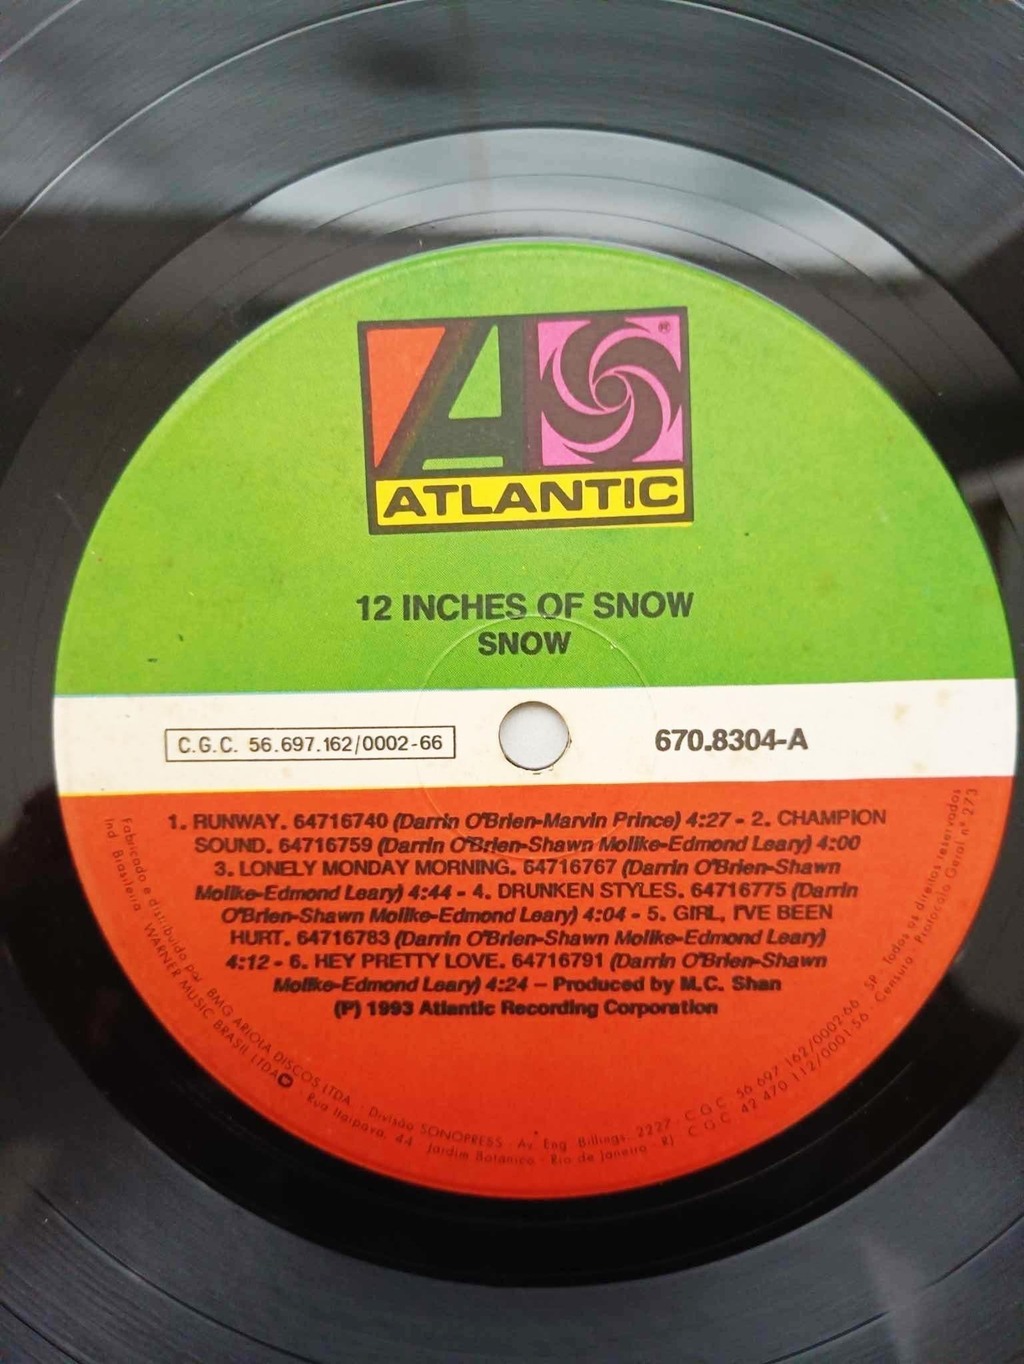 ®
ATLANTIC
12 INCHES OF SNOW
SNOW
C.G.C. 56.697.162/0002-66
670.8304-A
1. RUNWAY. 64716740 (Darrin O'Brien-Marvin Prince) 4:27 - 2. CHAMPION
SOUND. 64716759 (Darrin O'Brien-Shawn Moltke-Edmond Leary) 4:00
3. LONELY MONDAY MORNING. 64716767 (Darrin O'Brien-Shawn
Moltke-Edmond Leary) 4:44 - 4. DRUNKEN STYLES. 64716775 (Darrin
O'Brien-Shawn Moltke-Edmond Leary) 4:04 - 5. GIRL, I'VE BEEN
HURT. 64716783 (Darrin O'Brien-Shawn Moltke-Edmond Leary)
4:12 - 6. HEY PRETTY LOVE. 64716791 (Darrin O'Brien-Shawn
Moltke-Edmond Leary) 4:24 – Produced by M.C. Shan
(P) 1993 Atlantic Recording Corporation
Fabricado e distribuido por BMG ARIOLA DISCOS LTDA. - Divisão SONOPRESS - Av. Eng. Billings, 2227 - C G C 56 697 162/0002-66 SP. Todos os direitos reservados
Ind Brasileira - WARNER MUSIC BRASIL LTDA - Rua Itaipava, 44 Jardim Botânico - Rio de Janeiro - RJ C G C 42 470 112/0001-56 - Censura - Protocolo Geral nº 273